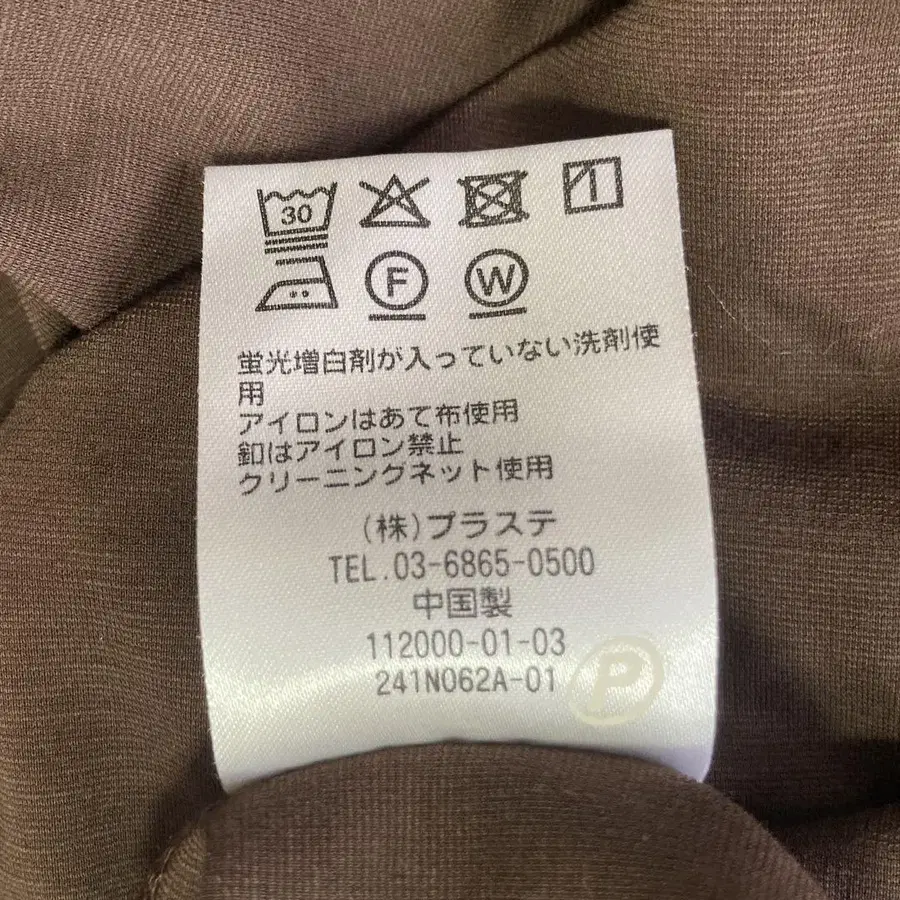 30
F W
蛍光増白剤が入っていない洗剤使
用
アイロンはあて布使用
釦はアイロン禁止
クリーニングネット使用
(株)プラステ
TEL.03-6865-0500
中国製
112000-01-03
241N062A-01
P